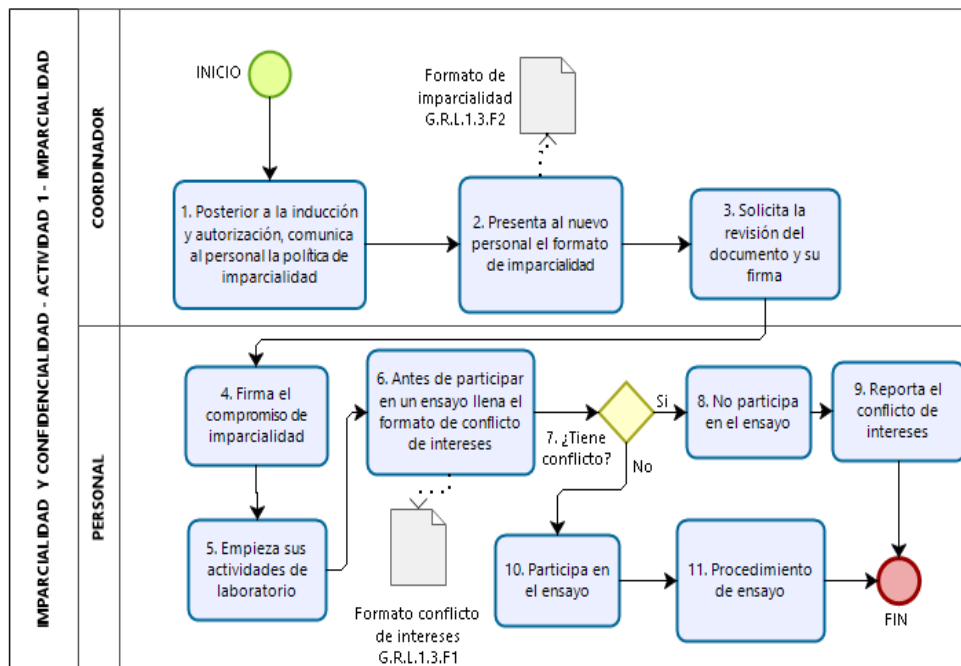 IMPARCIALIDAD Y CONFIDENCIALIDAD - ACTIVIDAD 1 - IMPARCIALIDAD
COORDINADOR
INICIO
Formato de
imparcialidad
G.R.L.1.3.F2
1. Posterior a la inducción
y autorización, comunica
al personal la política de
imparcialidad
2. Presenta al nuevo
personal el formato
de imparcialidad
3. Solicita la
revisión del
documento y su
firma
PERSONAL
4. Firma el
compromiso de
imparcialidad
5. Empieza sus
actividades de
laboratorio
6. Antes de participar
en un ensayo llena el
formato de conflicto
de intereses
Formato conflicto
de intereses
G.R.L.1.3.F1
7. ¿Tiene
conflicto?
Si
No
8. No participa
en el ensayo
9. Reporta el
conflicto de
intereses
10. Participa en
el ensayo
11. Procedimiento
de ensayo
FIN